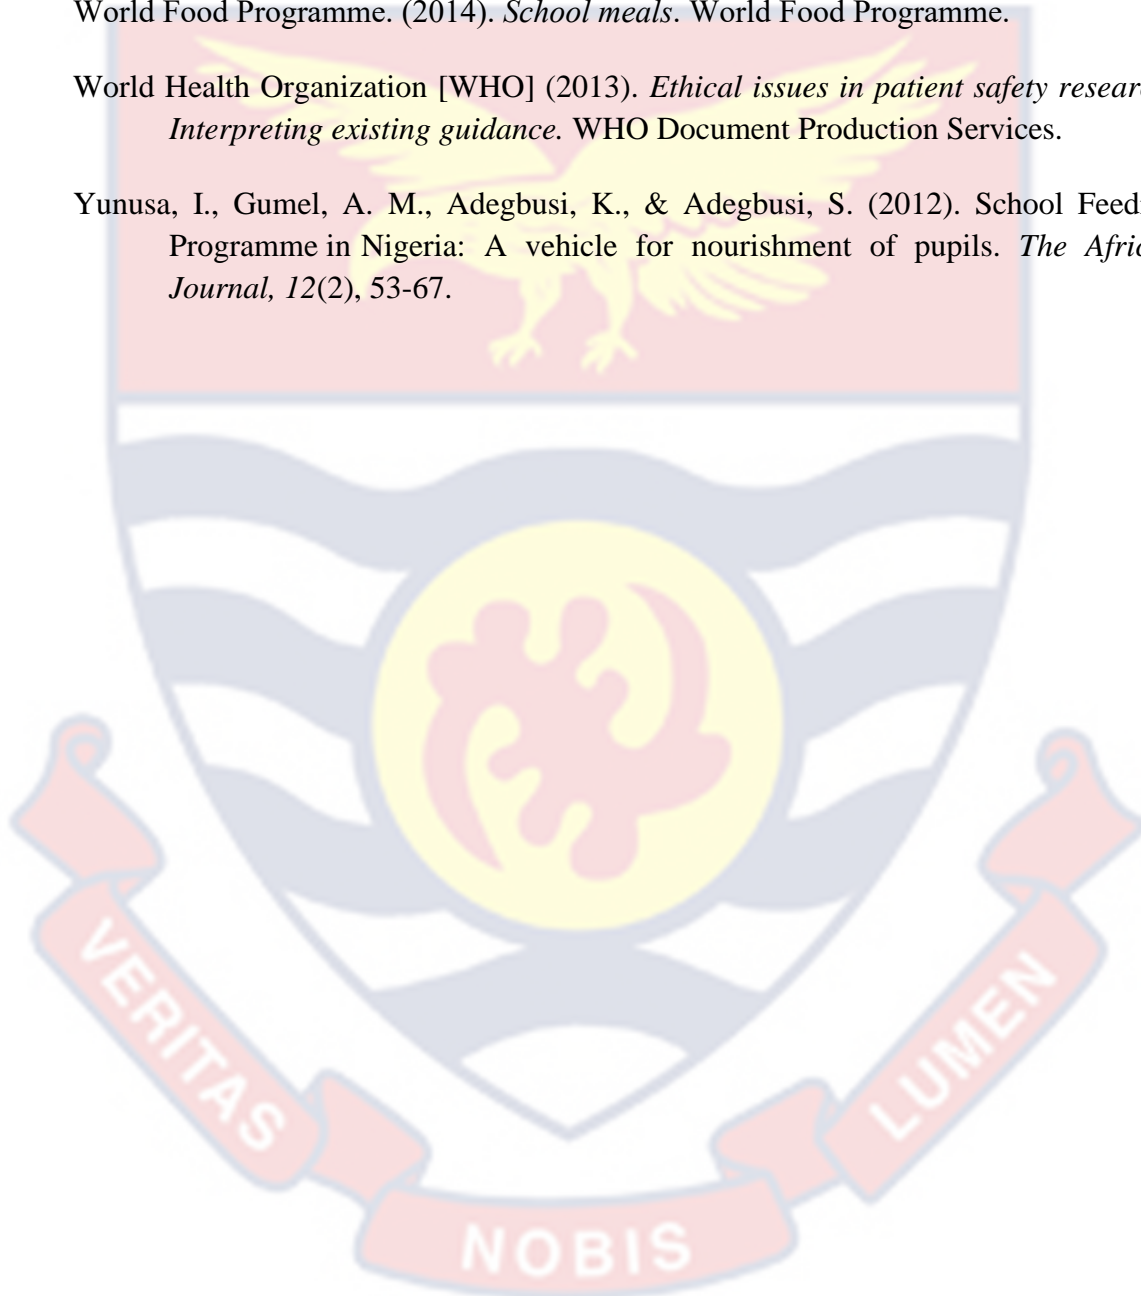 World Food Programme. (2014). School meals. World Food Programme.
World Health Organization [WHO] (2013). Ethical issues in patient safety resear
Interpreting existing guidance. WHO Document Production Services.
Yunusa, I., Gumel, A. M., Adegbusi, K., & Adegbusi, S. (2012). School Feed
Programme in Nigeria: A vehicle for nourishment of pupils. The Afric
Journal, 12(2), 53-67.
VERITAS
NOBIS
LUMEN